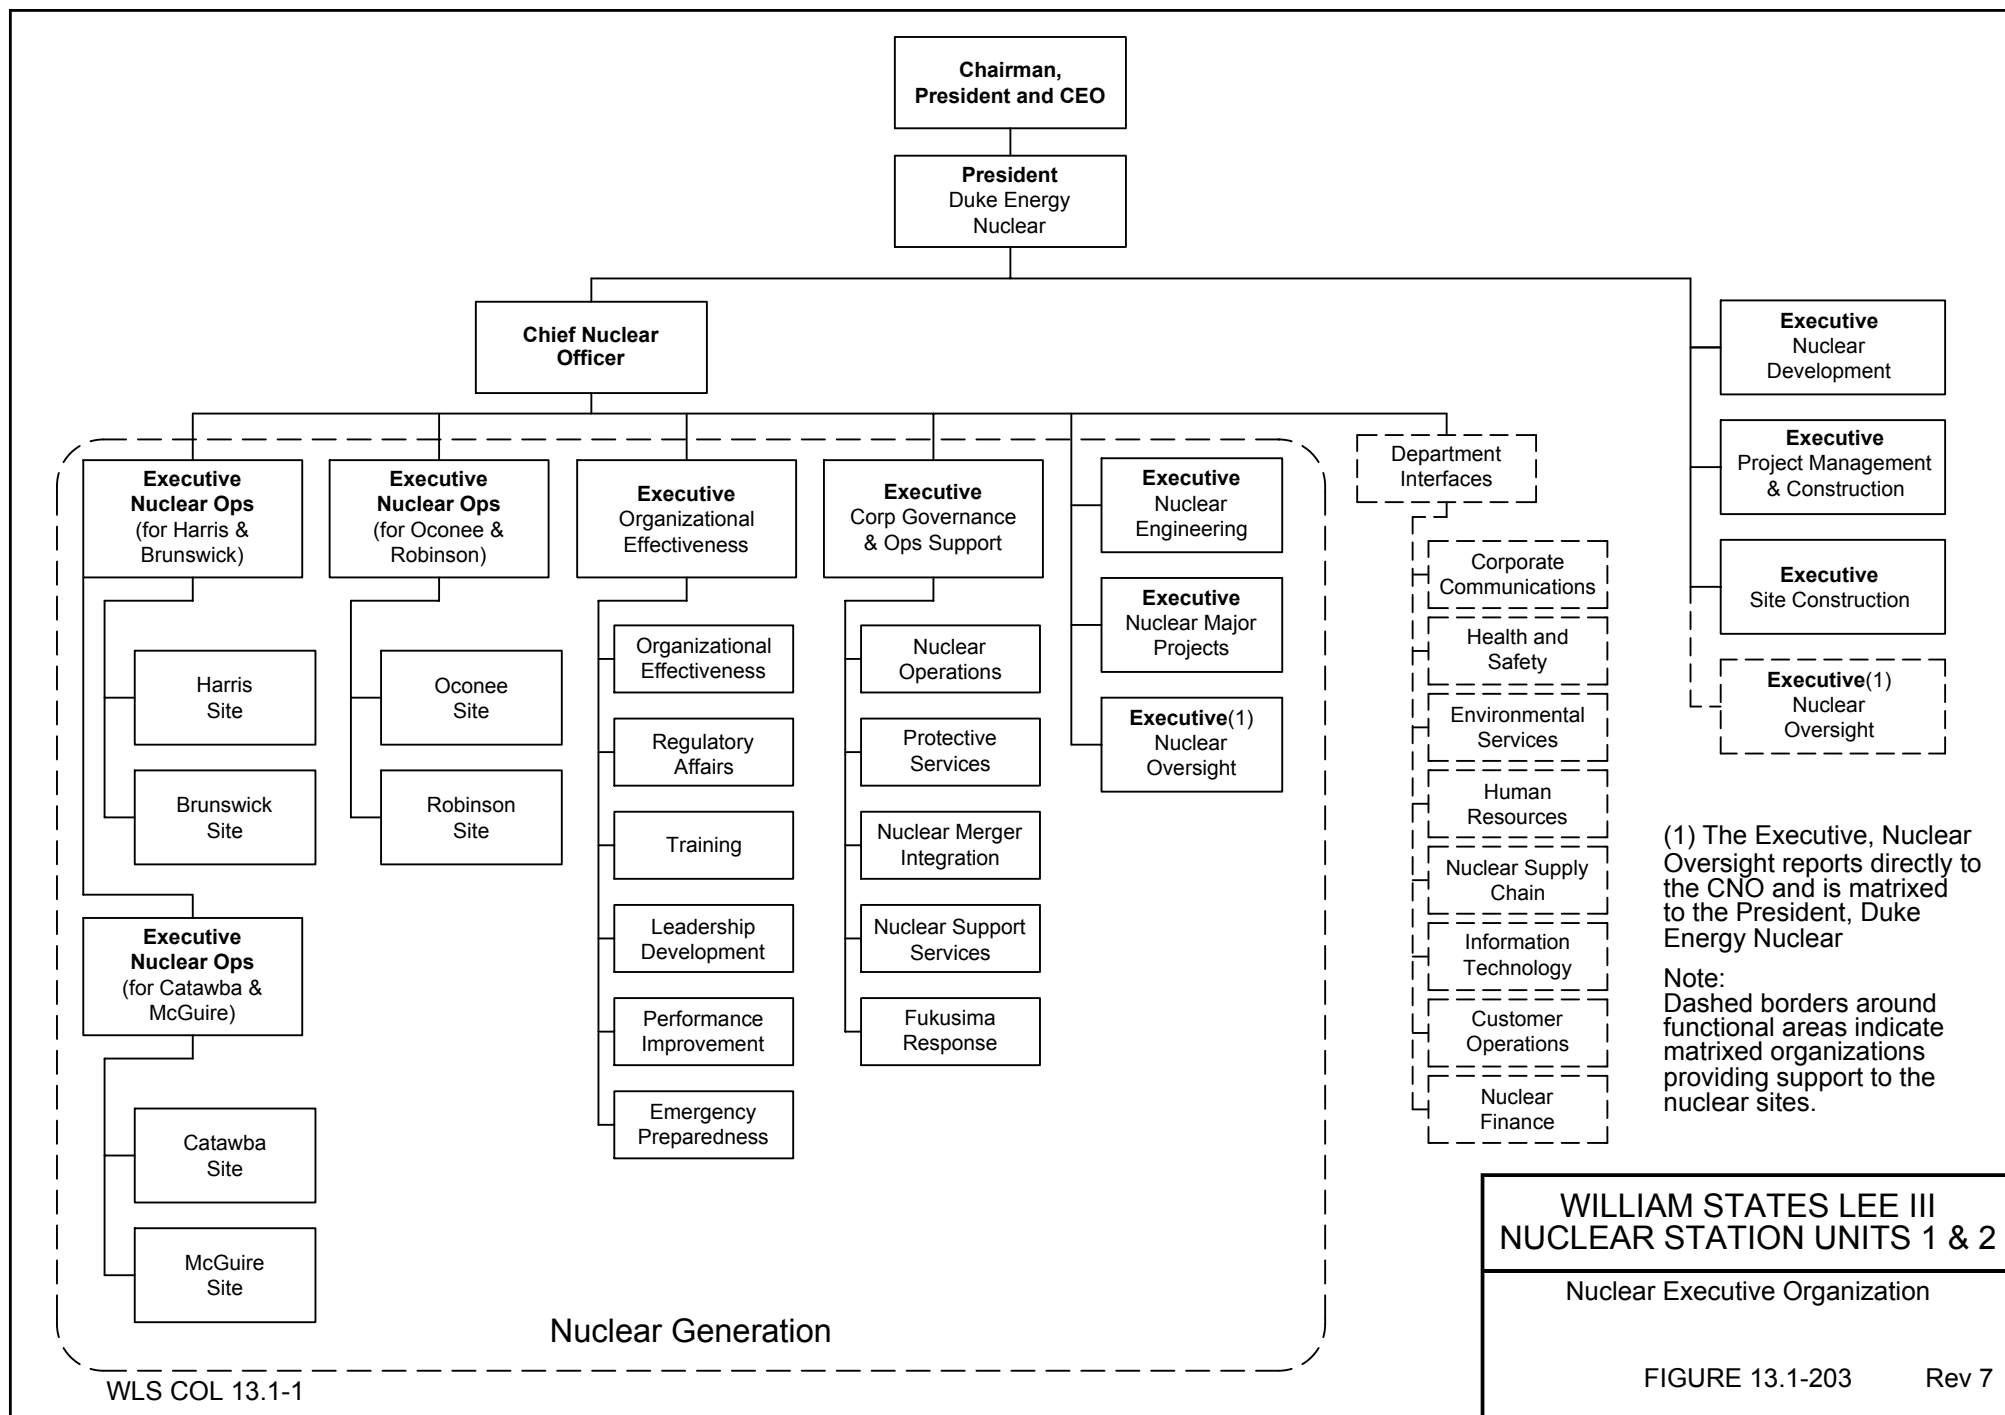 Chairman,
President and CEO
President
Duke Energy
Nuclear
Chief Nuclear
Officer
Executive
Nuclear Ops
(for Harris &
Brunswick)
Harris
Site
Brunswick
Site
Executive
Nuclear Ops
(for Catawba &
McGuire)
Catawba
Site
McGuire
Site
Executive
Nuclear Ops
(for Oconee &
Robinson)
Oconee
Site
Robinson
Site
Executive
Organizational
Effectiveness
Organizational
Effectiveness
Regulatory
Affairs
Training
Leadership
Development
Performance
Improvement
Emergency
Preparedness
Executive
Corp Governance
& Ops Support
Nuclear
Operations
Protective
Services
Nuclear Merger
Integration
Nuclear Support
Services
Fukusima
Response
Executive
Nuclear
Engineering
Executive
Nuclear Major
Projects
Executive(1)
Nuclear
Oversight
Nuclear Generation
Department
Interfaces
Corporate
Communications
Health and
Safety
Environmental
Services
Human
Resources
Nuclear Supply
Chain
Information
Technology
Customer
Operations
Nuclear
Finance
Executive
Nuclear
Development
Executive
Project Management
& Construction
Executive
Site Construction
Executive(1)
Nuclear
Oversight
(1) The Executive, Nuclear
Oversight reports directly to
the CNO and is matrixed
to the President, Duke
Energy Nuclear
Note:
Dashed borders around
functional areas indicate
matrixed organizations
providing support to the
nuclear sites.
WILLIAM STATES LEE III
NUCLEAR STATION UNITS 1 & 2
Nuclear Executive Organization
FIGURE 13.1-203 Rev 7
WLS COL 13.1-1